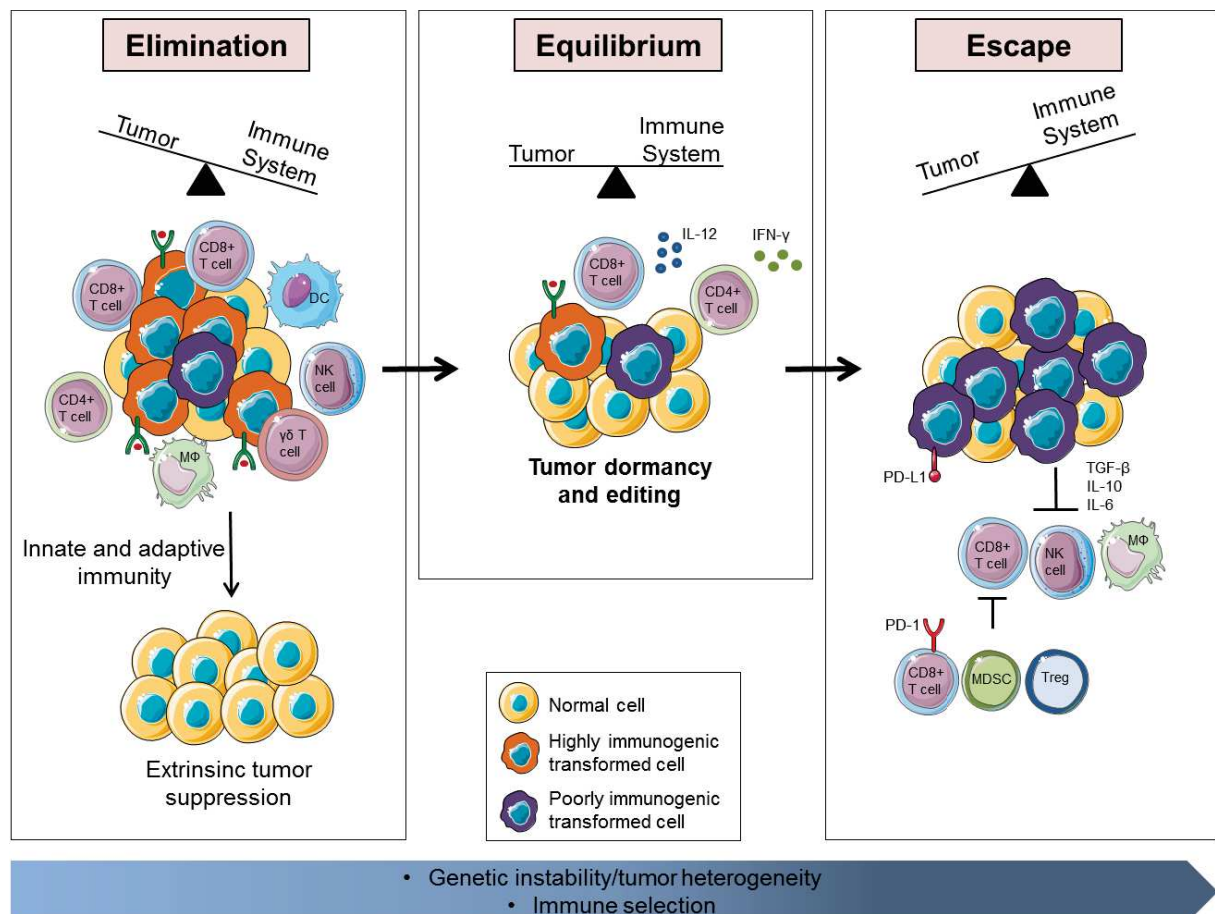 Elimination
Tumor
Immune
System
CD8+
T cell
CD8+
T cell
DC
NK
cell
CD4+
T cell
γδ T
cell
MΦ
Innate and adaptive
immunity
Extrinsinc tumor
suppression
Equilibrium
Tumor
Immune
System
IL-12
IFN-γ
CD8+
T cell
CD4+
T cell
Tumor dormancy
and editing
Normal cell
Highly immunogenic
transformed cell
Poorly immunogenic
transformed cell
Escape
Tumor
Immune
System
PD-L1
TGF-β
IL-10
IL-6
CD8+
T cell
NK
cell
MΦ
PD-1
CD8+
T cell
MDSC
Treg
• Genetic instability/tumor heterogeneity
• Immune selection